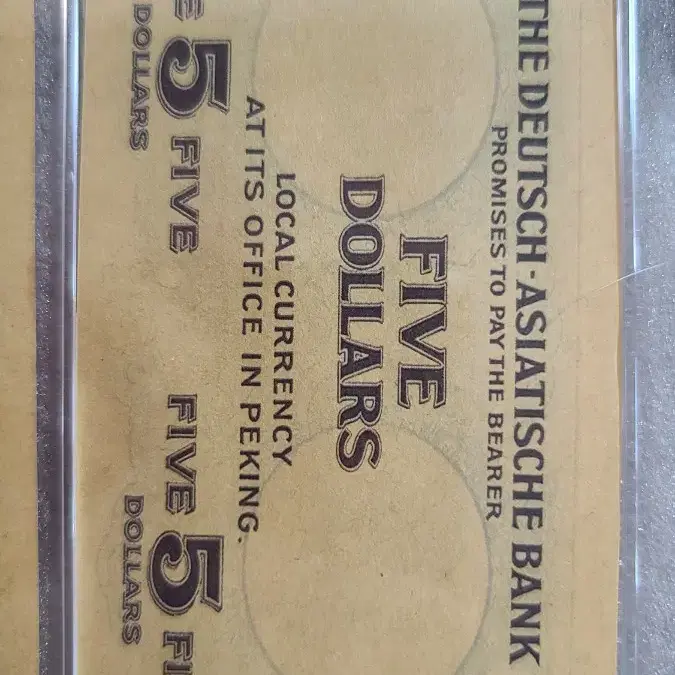 THE DEUTSCH-ASIATISCHE BANK
PROMISES TO PAY THE BEARER
FIVE
DOLLARS
LOCAL CURRENCY
AT ITS OFFICE IN PEKING.
5 FIVE FIVE 5
DOLLARS DOLLARS